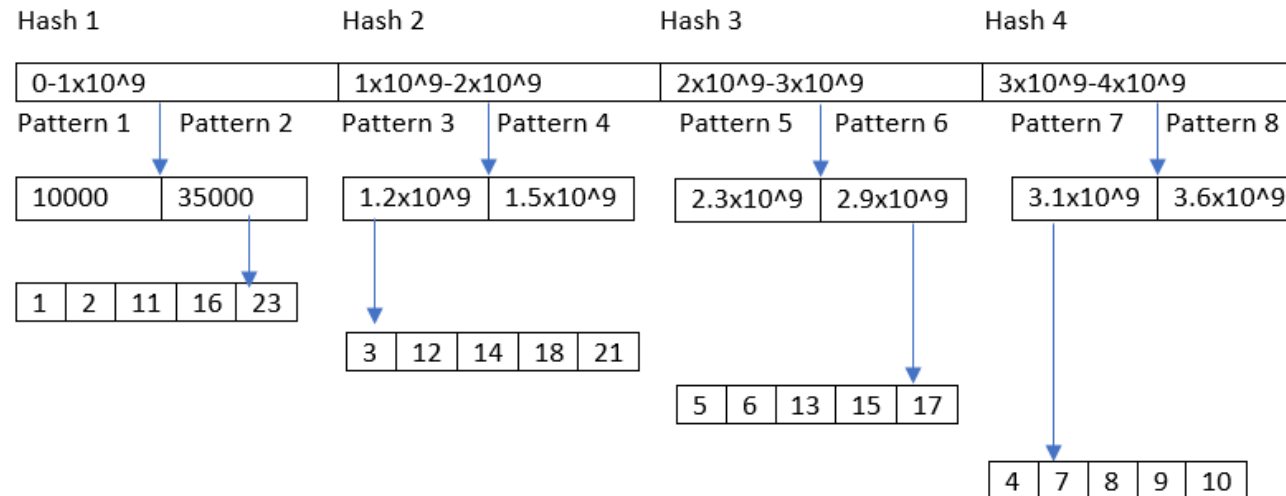 Hash 1 Hash 2 Hash 3 Hash 4
0-1x10^9 1x10^9-2x10^9 2x10^9-3x10^9 3x10^9-4x10^9
Pattern 1 Pattern 2 Pattern 3 Pattern 4 Pattern 5 Pattern 6 Pattern 7 Pattern 8
10000 35000 1.2x10^9 1.5x10^9 2.3x10^9 2.9x10^9 3.1x10^9 3.6x10^9
1 2 11 16 23
3 12 14 18 21
5 6 13 15 17
4 7 8 9 10